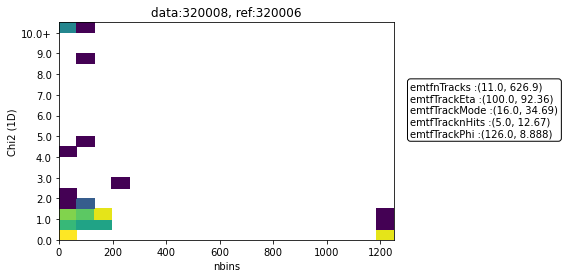 data:320008, ref:320006
10.0+
9.0
8.0
7.0
6.0
5.0
4.0
3.0
2.0
1.0
0.0
Chi2 (1D)
0
200
400
600
800
1000
1200
nbins
emtfnTracks :(11.0, 626.9)
emtfTrackEta :(100.0, 92.36)
emtfTrackMode :(16.0, 34.69)
emtfTracknHits :(5.0, 12.67)
emtfTrackPhi :(126.0, 8.888)